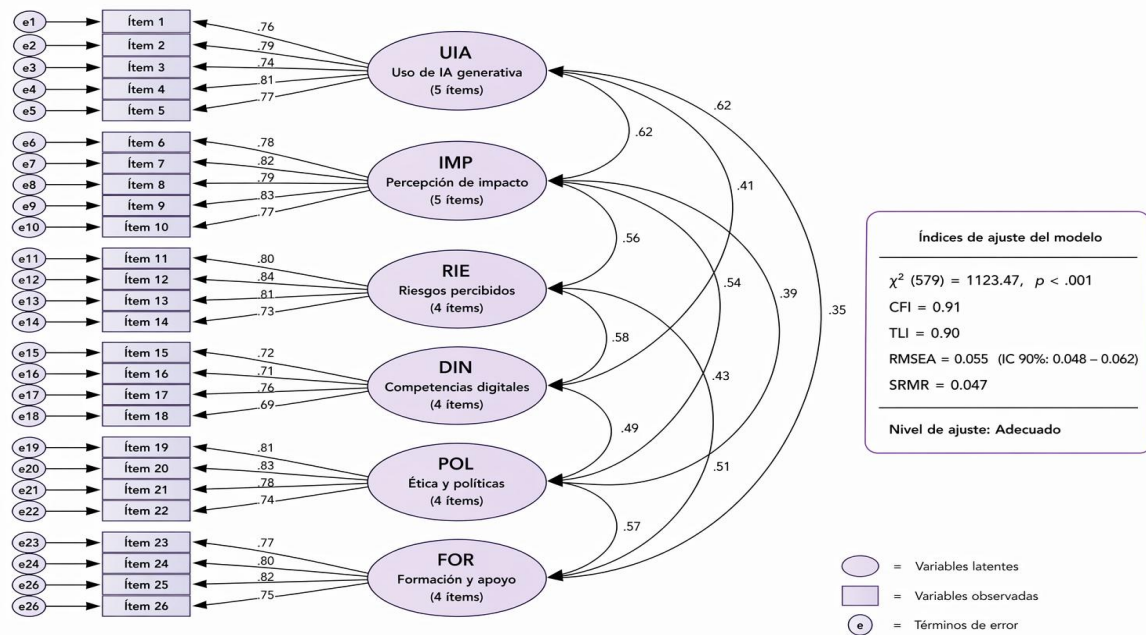 e1 Ítem 1 .76
e2 Ítem 2 .79
e3 Ítem 3 .74
e4 Ítem 4 .81
e5 Ítem 5 .77
UIA
Uso de IA generativa
(5 ítems)
e6 Ítem 6 .78
e7 Ítem 7 .82
e8 Ítem 8 .79
e9 Ítem 9 .83
e10 Ítem 10 .77
IMP
Percepción de impacto
(5 ítems)
e11 Ítem 11 .80
e12 Ítem 12 .84
e13 Ítem 13 .81
e14 Ítem 14 .73
RIE
Riesgos percibidos
(4 ítems)
e15 Ítem 15 .72
e16 Ítem 16 .71
e17 Ítem 17 .76
e18 Ítem 18 .69
DIN
Competencias digitales
(4 ítems)
e19 Ítem 19 .81
e20 Ítem 20 .83
e21 Ítem 21 .78
e22 Ítem 22 .74
POL
Ética y políticas
(4 ítems)
e23 Ítem 23 .77
e24 Ítem 24 .80
e26 Ítem 25 .82
e26 Ítem 26 .75
FOR
Formación y apoyo
(4 ítems)
.62
.62
.41
.56
.54
.39
.35
.58
.43
.49
.51
.57
Índices de ajuste del modelo
χ² (579) = 1123.47, p < .001
CFI = 0.91
TLI = 0.90
RMSEA = 0.055 (IC 90%: 0.048 – 0.062)
SRMR = 0.047
Nivel de ajuste: Adecuado
= Variables latentes
= Variables observadas
e = Términos de error